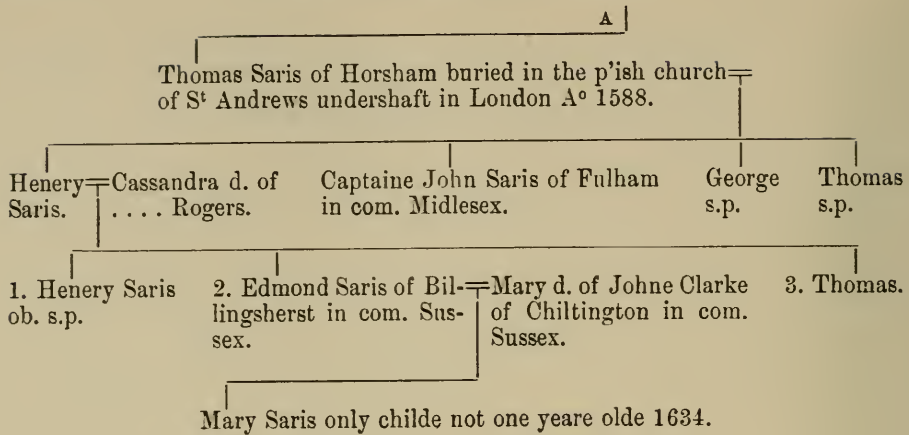 A
Thomas Saris of Horsham buried in the p'ish church
of Sᵗ Andrews undershaft in London Aᵒ 1588.
Henery Cassandra d. of Captaine John Saris of Fulham George Thomas
Saris. .... Rogers. in com. Midlesex. s.p. s.p.
1. Henery Saris 2. Edmond Saris of Bil- Mary d. of Johne Clarke 3. Thomas.
ob. s.p. lingsherst in com. Sus- of Chiltington in com.
sex. Sussex.
Mary Saris only childe not one yeare olde 1634.